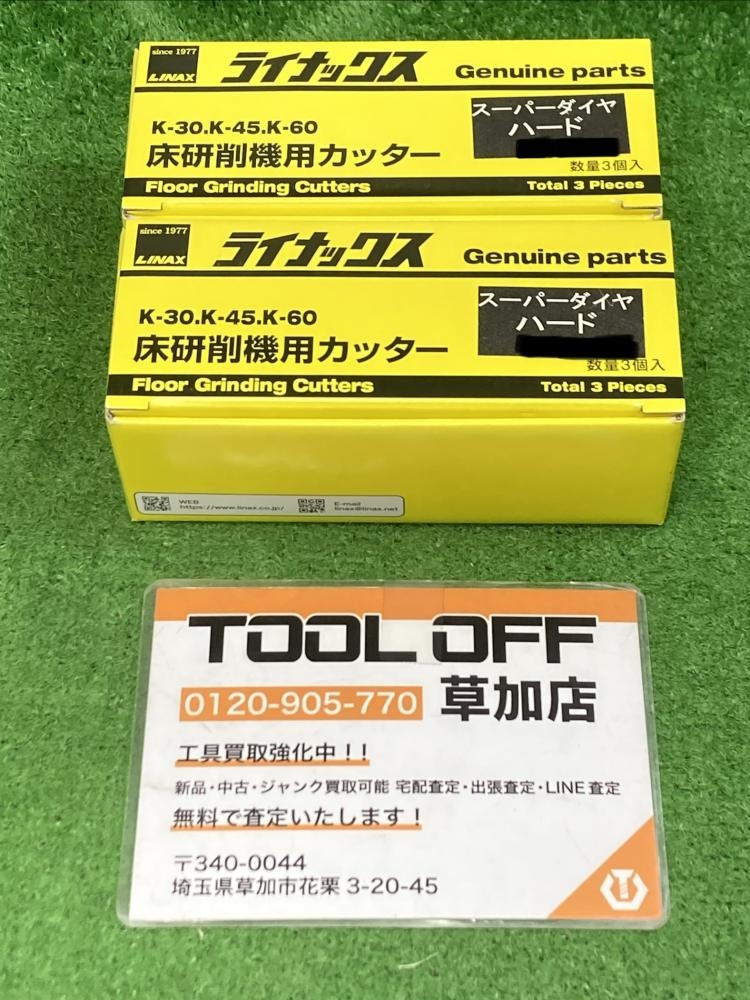 since 1977
LINAX
ライナックス
Genuine parts
K-30.K-45.K-60
スーパーダイヤ
ハード
床研削機用カッター
数量3個入
Floor Grinding Cutters
Total 3 Pieces
since 1977
LINAX
ライナックス
Genuine parts
K-30.K-45.K-60
スーパーダイヤ
ハード
床研削機用カッター
数量3個入
Floor Grinding Cutters
Total 3 Pieces
WEB
https://www.linax.co.jp/
E-mail
linax@linax.net
TOOL OFF
0120-905-770 草加店
工具買取強化中！！
新品・中古・ジャンク買取可能 宅配査定・出張査定・LINE査定
無料で査定いたします！
〒340-0044
埼玉県草加市花栗 3-20-45